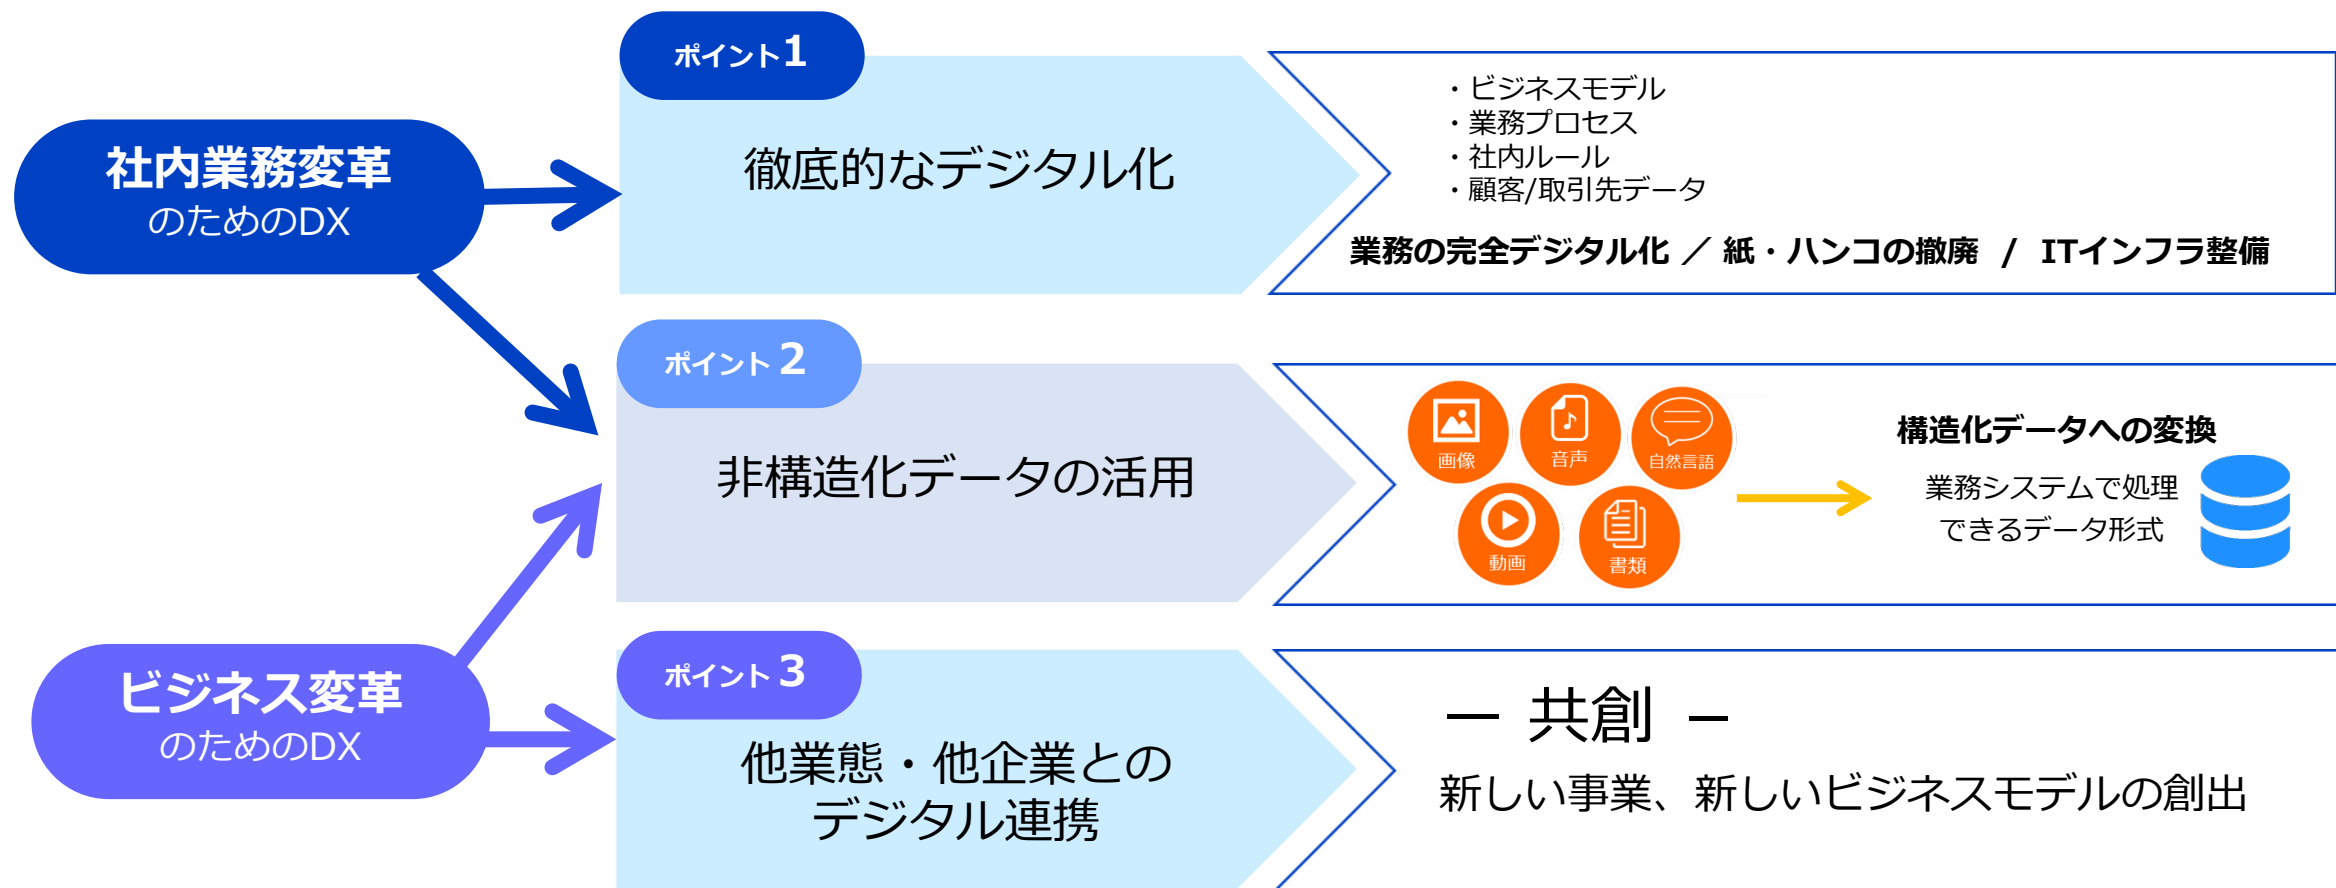 社内業務変革
のためのDX
ビジネス変革
のためのDX
ポイント1
徹底的なデジタル化
・ビジネスモデル
・業務プロセス
・社内ルール
・顧客/取引先データ
業務の完全デジタル化 ／ 紙・ハンコの撤廃 / ITインフラ整備
ポイント2
非構造化データの活用
画像
音声
自然言語
動画
書類
構造化データへの変換
業務システムで処理
できるデータ形式
ポイント3
他業態・他企業との
デジタル連携
― 共創 –
新しい事業、新しいビジネスモデルの創出